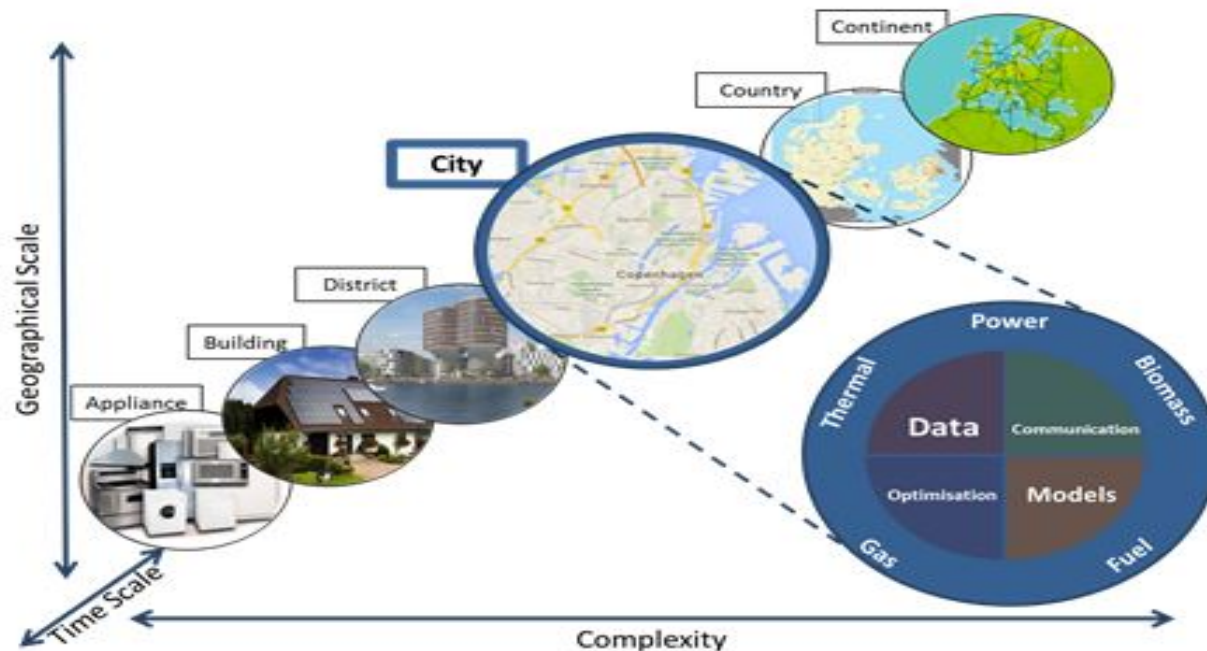 Continent
Country
City
District
Building
Appliance
Geographical Scale
Time Scale
Complexity
Copenhagen
Power
Thermal
Biomass
Data
Communication
Optimisation
Models
Gas
Fuel